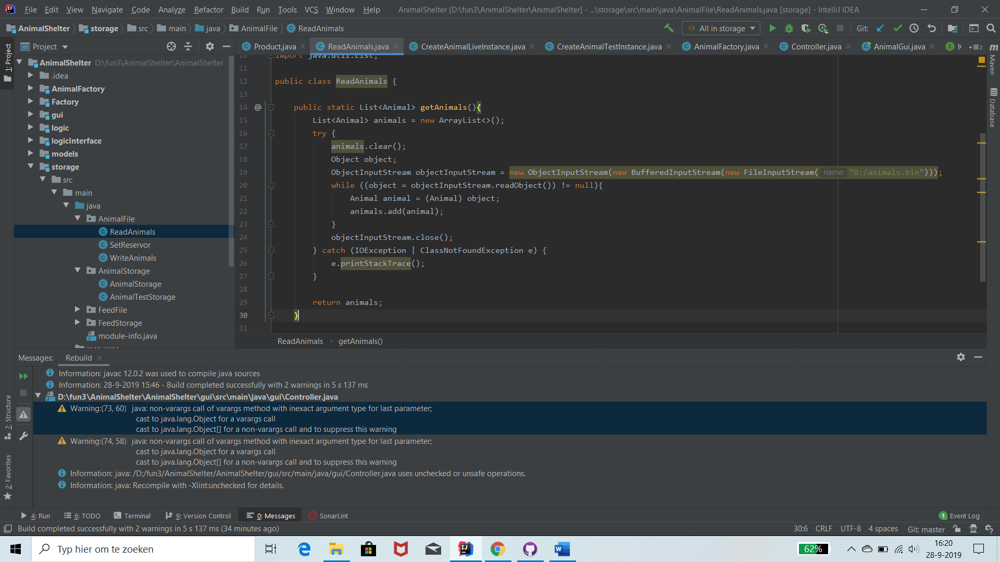 File Edit View Navigate Code Analyze Refactor Build Run Tools VCS Window Help AnimalShelter [D:\fun3\AnimalShelter\AnimalShelter] - ...\storage\src\main\java\AnimalFile\ReadAnimals.java [storage] - IntelliJ IDEA
AnimalShelter storage src main java AnimalFile ReadAnimals All in storage Git:
Project
Product.java ReadAnimals.java CreateAnimalLiveInstance.java CreateAnimalTestInstance.java AnimalFactory.java Controller.java AnimalGui.java
1: Project
Maven
Database
AnimalShelter D:\fun3\AnimalShelter\AnimalShelter
.idea
AnimalFactory
Factory
gui
logic
logicInterface
models
storage
src
main
java
AnimalFile
ReadAnimals
SetReservor
WriteAnimals
AnimalStorage
AnimalStorage
AnimalTestStorage
FeedFile
FeedStorage
module-info.java
resources
10 import java.util.List;
11
12 public class ReadAnimals {
13
14 @ public static List<Animal> getAnimals(){
15 List<Animal> animals = new ArrayList<>();
16 try {
17 animals.clear();
18 Object object;
19 ObjectInputStream objectInputStream = new ObjectInputStream(new BufferedInputStream(new FileInputStream( name: "D:/animals.bin")));
20 while ((object = objectInputStream.readObject()) != null){
21 Animal animal = (Animal) object;
22 animals.add(animal);
23 }
24 objectInputStream.close();
25 } catch (IOException | ClassNotFoundException e) {
26 e.printStackTrace();
27 }
28
29 return animals;
30 }
31
ReadAnimals › getAnimals()
Messages: Rebuild
Information: javac 12.0.2 was used to compile java sources
Information: 28-9-2019 15:46 - Build completed successfully with 2 warnings in 5 s 137 ms
D:\fun3\AnimalShelter\AnimalShelter\gui\src\main\java\gui\Controller.java
Warning:(73, 60) java: non-varargs call of varargs method with inexact argument type for last parameter;
cast to java.lang.Object for a varargs call
cast to java.lang.Object[] for a non-varargs call and to suppress this warning
Warning:(74, 58) java: non-varargs call of varargs method with inexact argument type for last parameter;
cast to java.lang.Object for a varargs call
cast to java.lang.Object[] for a non-varargs call and to suppress this warning
Information: java: /D:/fun3/AnimalShelter/AnimalShelter/gui/src/main/java/gui/Controller.java uses unchecked or unsafe operations.
Information: java: Recompile with -Xlint:unchecked for details.
7: Structure
2: Favorites
4: Run 6: TODO Terminal 9: Version Control 0: Messages SonarLint 1 Event Log
Build completed successfully with 2 warnings in 5 s 137 ms (34 minutes ago) 30:6 CRLF UTF-8 4 spaces Git: master
Typ hier om te zoeken 62% 16:20
28-9-2019